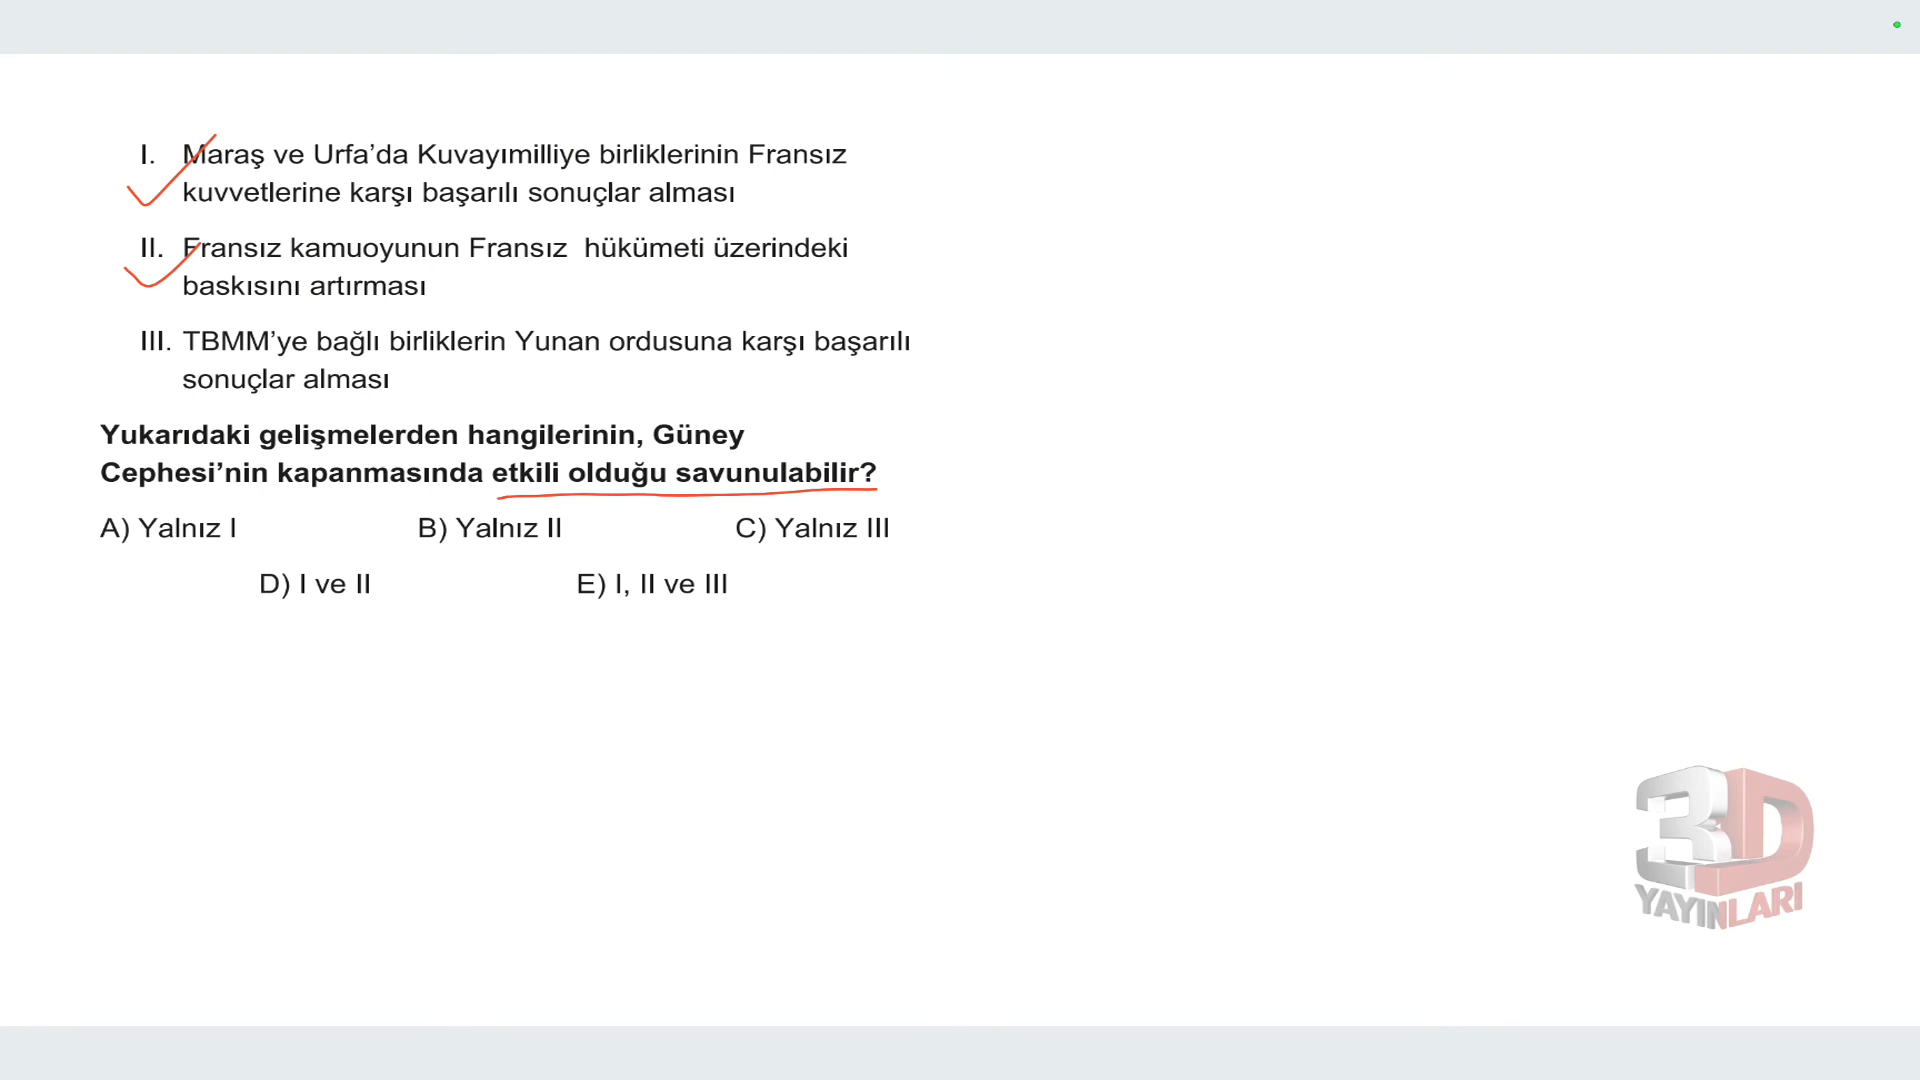 I. Maraş ve Urfa’da Kuvayımilliye birliklerinin Fransız
kuvvetlerine karşı başarılı sonuçlar alması
II. Fransız kamuoyunun Fransız hükümeti üzerindeki
baskısını artırması
III. TBMM’ye bağlı birliklerin Yunan ordusuna karşı başarılı
sonuçlar alması
Yukarıdaki gelişmelerden hangilerinin, Güney
Cephesi’nin kapanmasında etkili olduğu savunulabilir?
A) Yalnız I B) Yalnız II C) Yalnız III
D) I ve II E) I, II ve III
3D
YAYINLARI